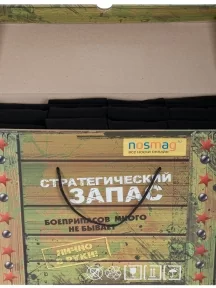 nosmag
СТРАТЕГИЧЕСКИЙ
ЗАПАС
БОЕПРИПАСОВ МНОГО
НЕ БЫВАЕТ
ЛИЧНО
В РУКИ!